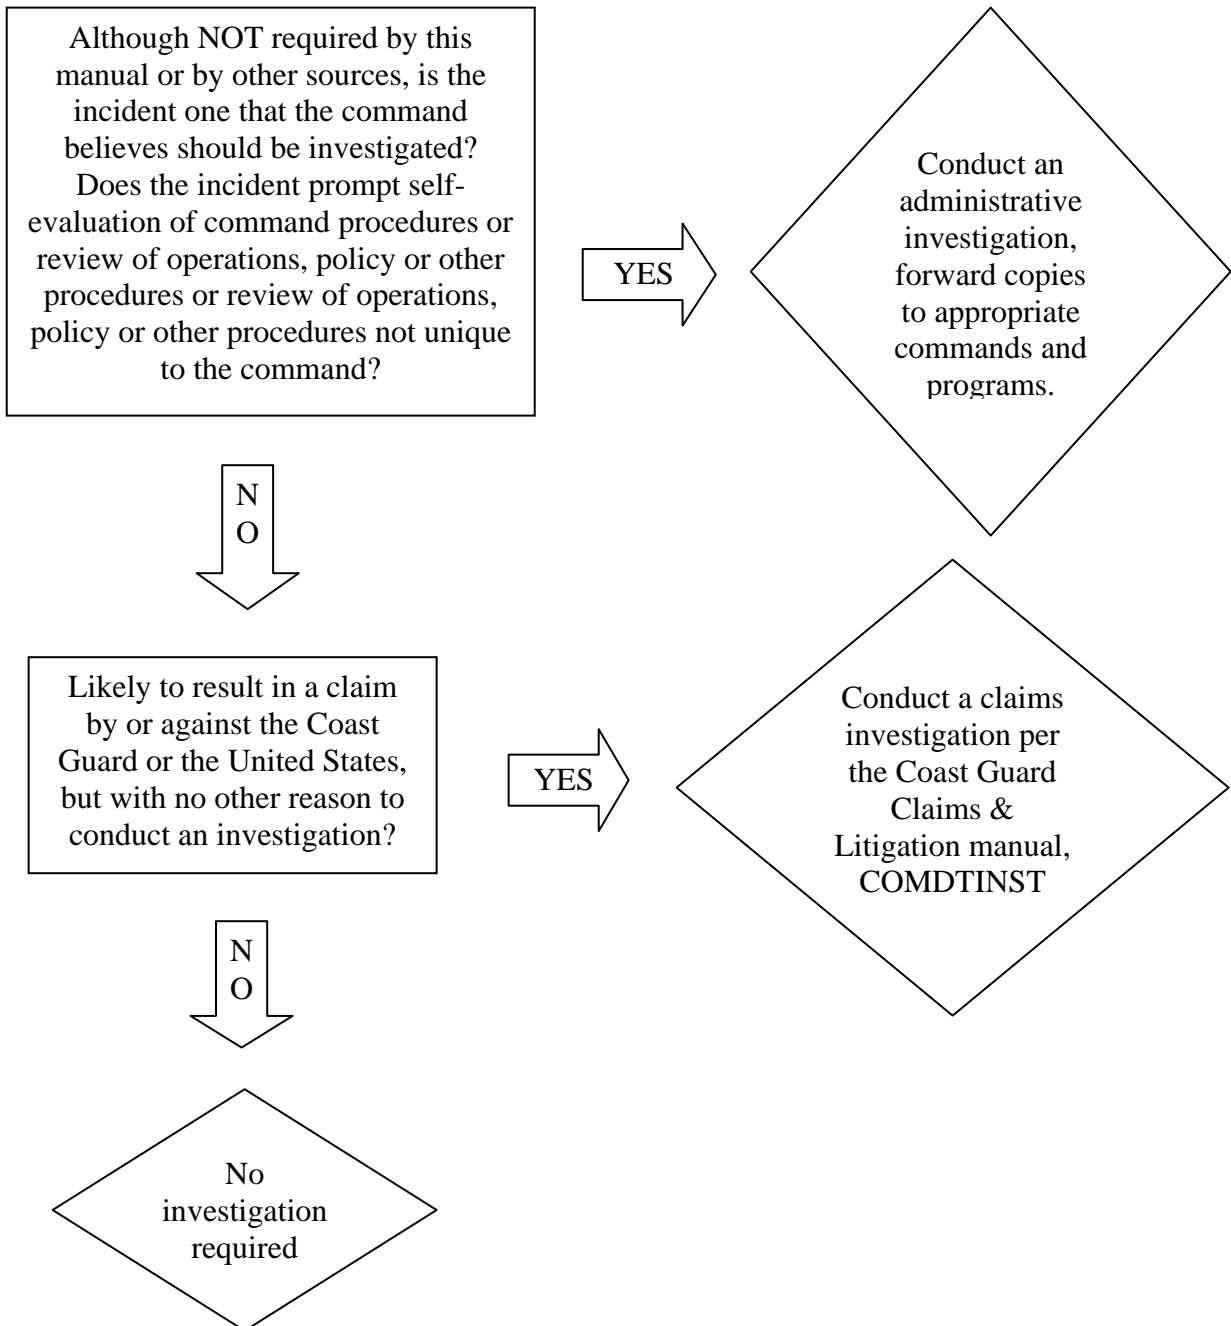 Although NOT required by this
manual or by other sources, is the
incident one that the command
believes should be investigated?
Does the incident prompt self-
evaluation of command procedures or
review of operations, policy or other
procedures or review of operations,
policy or other procedures not unique
to the command?
YES
Conduct an
administrative
investigation,
forward copies
to appropriate
commands and
programs.
N
O
Likely to result in a claim
by or against the Coast
Guard or the United States,
but with no other reason to
conduct an investigation?
YES
Conduct a claims
investigation per
the Coast Guard
Claims &
Litigation manual,
COMDTINST
N
O
No
investigation
required